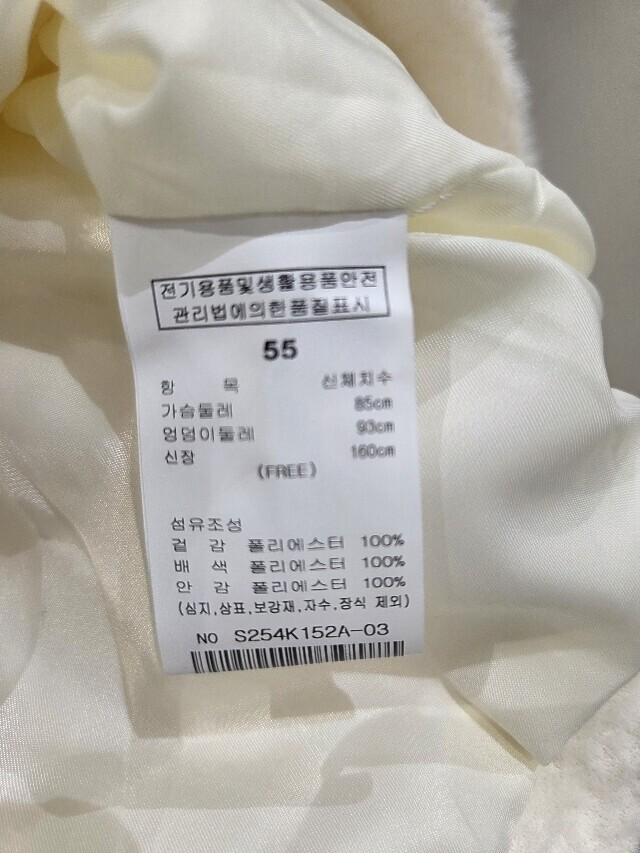 전기용품및생활용품안전
관리법에의한품질표시
55
항 목 신체치수
가슴둘레 85cm
엉덩이둘레 93cm
신장 160cm
(FREE)
섬유조성
겉 감 폴리에스터 100%
배 색 폴리에스터 100%
안 감 폴리에스터 100%
(심지,상표,보강재,자수,장식 제외)
NO S254K152A-03